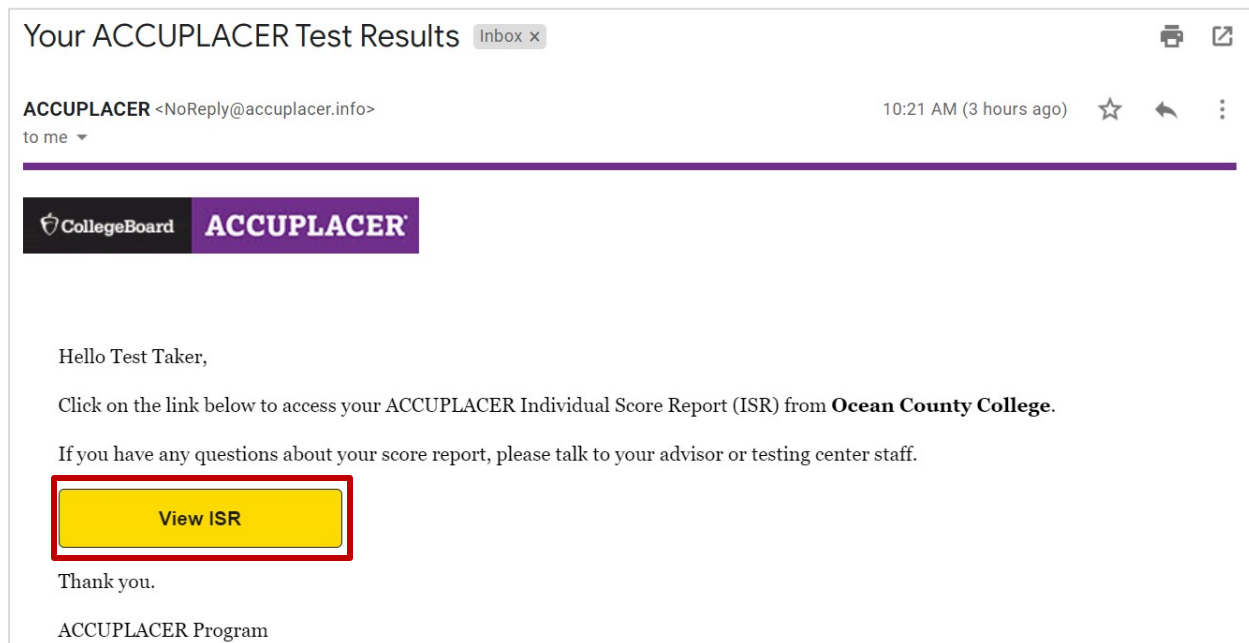 Your ACCUPLACER Test Results Inbox ×
ACCUPLACER <NoReply@accuplacer.info> 10:21 AM (3 hours ago)
to me
CollegeBoard ACCUPLACER
Hello Test Taker,
Click on the link below to access your ACCUPLACER Individual Score Report (ISR) from Ocean County College.
If you have any questions about your score report, please talk to your advisor or testing center staff.
View ISR
Thank you.
ACCUPLACER Program